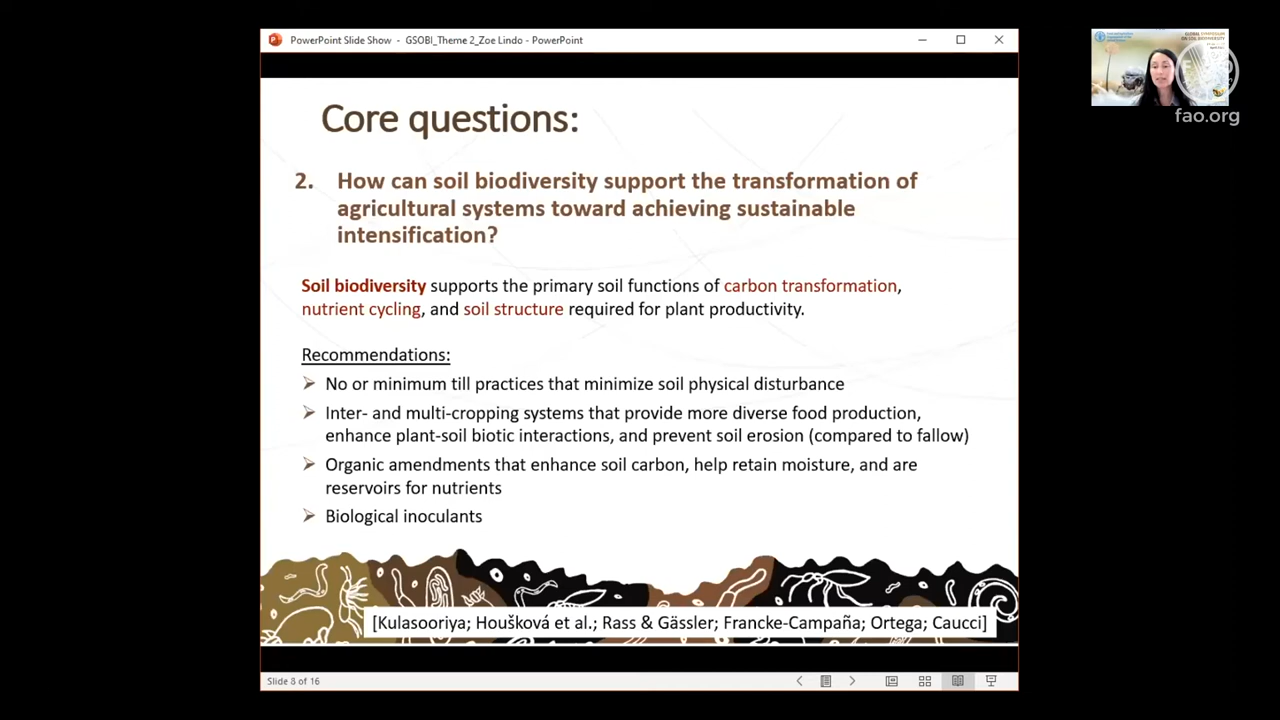 PowerPoint Slide Show - GSOBI_Theme 2_Zoe Lindo - PowerPoint
GLOBAL SYMPOSIUM
ON SOIL BIODIVERSITY
fao.org
Core questions:
2. How can soil biodiversity support the transformation of
agricultural systems toward achieving sustainable
intensification?
Soil biodiversity supports the primary soil functions of carbon transformation,
nutrient cycling, and soil structure required for plant productivity.
Recommendations:
No or minimum till practices that minimize soil physical disturbance
Inter- and multi-cropping systems that provide more diverse food production,
enhance plant-soil biotic interactions, and prevent soil erosion (compared to fallow)
Organic amendments that enhance soil carbon, help retain moisture, and are
reservoirs for nutrients
Biological inoculants
[Kulasooriya; Houšková et al.; Rass & Gässler; Francke-Campaña; Ortega; Caucci]
Slide 8 of 16